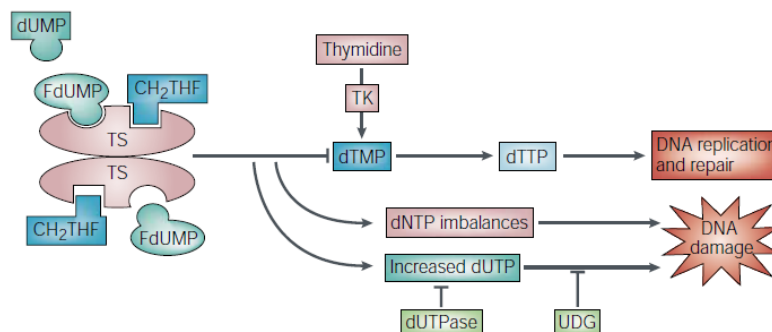 dUMP
FdUMP
CH2THF
TS
TS
CH2THF
FdUMP
Thymidine
TK
dTMP
dTTP
DNA replication
and repair
dNTP imbalances
DNA
damage
Increased dUTP
dUTPase
UDG